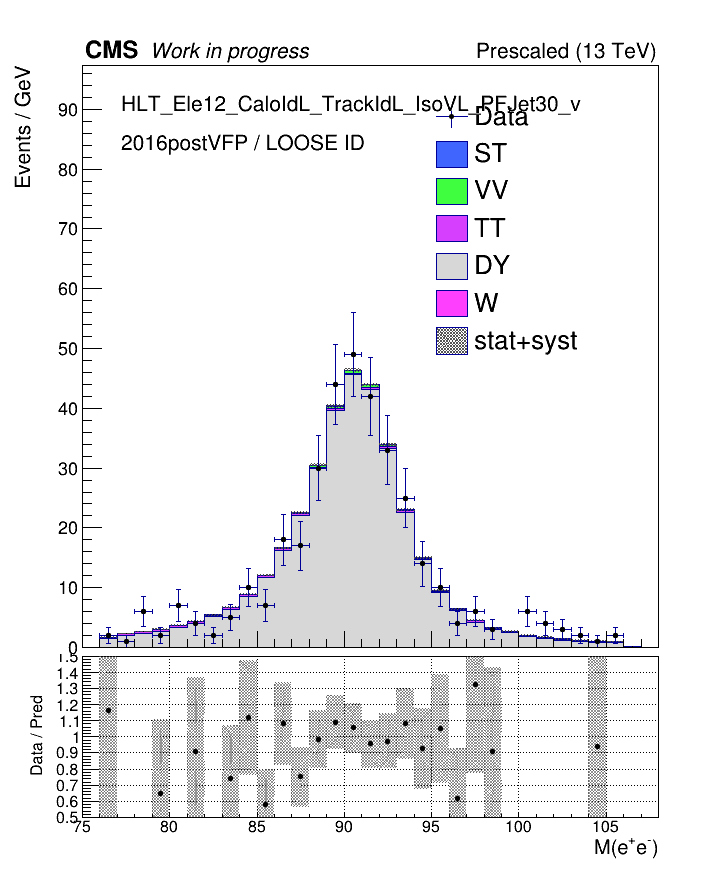 CMS Work in progress Prescaled (13 TeV)
Events / GeV
HLT_Ele12_CaloIdL_TrackIdL_IsoVL_PFJet30_v
2016postVFP / LOOSE ID
Data
ST
VV
TT
DY
W
stat+syst
90
80
70
60
50
40
30
20
10
0
Data / Pred
1.5
1.4
1.3
1.2
1.1
1
0.9
0.8
0.7
0.6
0.5
75 80 85 90 95 100 105
M(e⁺e⁻)